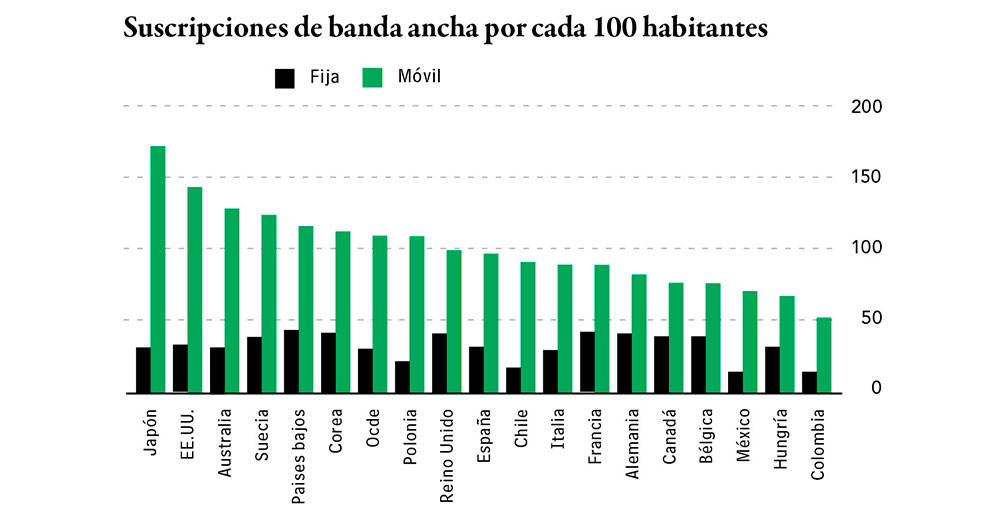 Suscripciones de banda ancha por cada 100 habitantes
Fija
Móvil
200
150
100
50
0
Japón
EE.UU.
Australia
Suecia
Paises bajos
Corea
Ocde
Polonia
Reino Unido
España
Chile
Italia
Francia
Alemania
Canadá
Bélgica
México
Hungría
Colombia